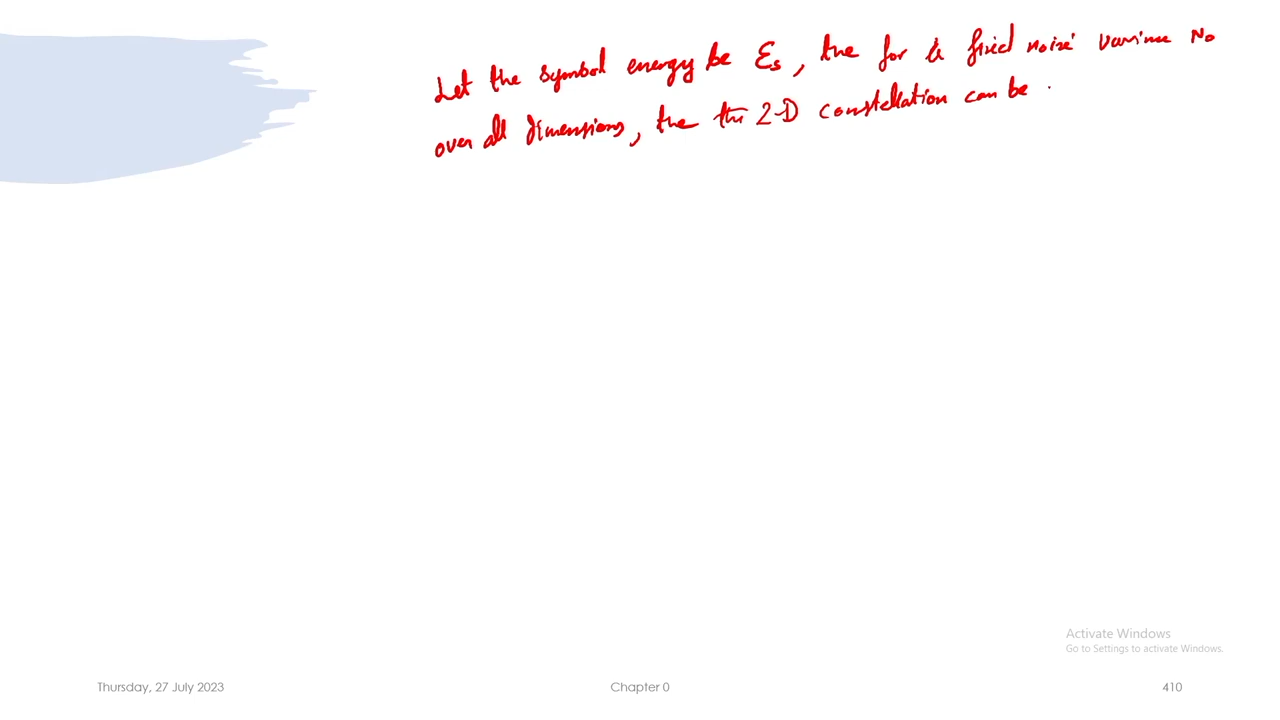 Let the symbol energy be Es, the for a fixed noise variance No
over all dimensions, the the 2-D constellation can be
Activate Windows
Go to Settings to activate Windows.
Thursday, 27 July 2023
Chapter 0
410